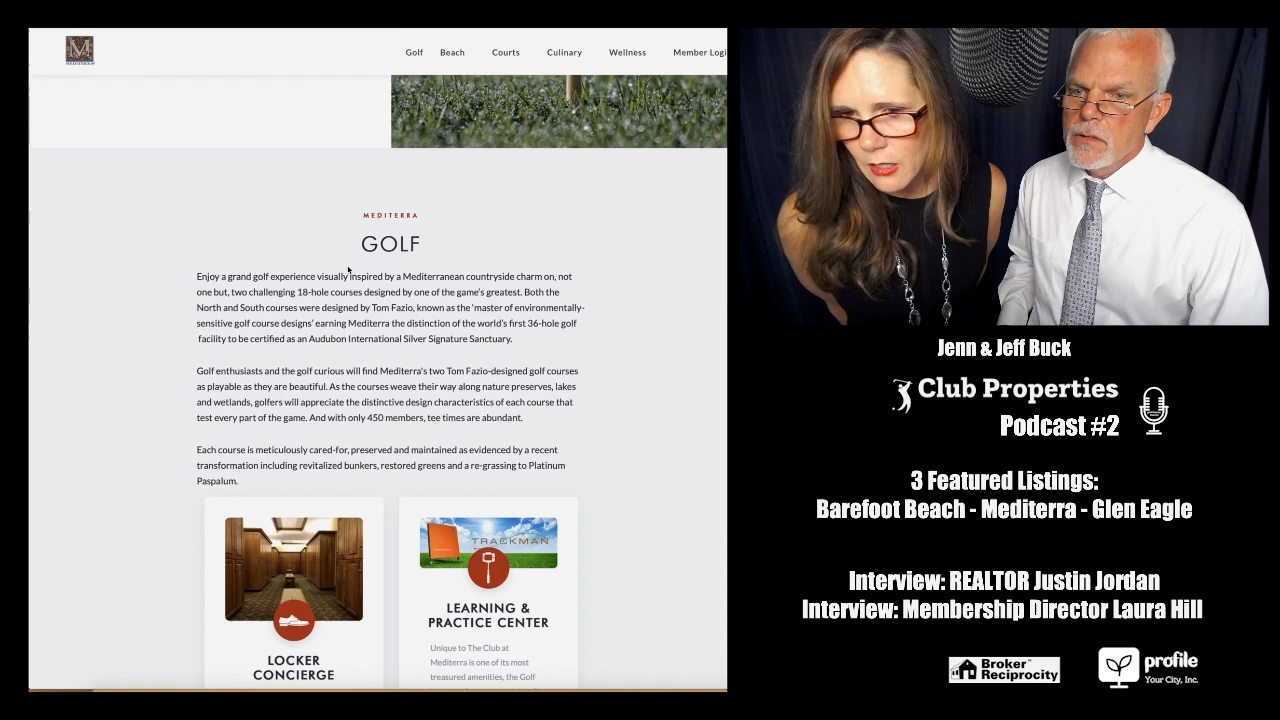 M
MEDITERRA
Golf Beach Courts Culinary Wellness Member Logi
MEDITERRA
GOLF
Enjoy a grand golf experience visually inspired by a Mediterranean countryside charm on, not
one but, two challenging 18-hole courses designed by one of the game's greatest. Both the
North and South courses were designed by Tom Fazio, known as the 'master of environmentally-
sensitive golf course designs' earning Mediterra the distinction of the world's first 36-hole golf
facility to be certified as an Audubon International Silver Signature Sanctuary.
Golf enthusiasts and the golf curious will find Mediterra's two Tom Fazio-designed golf courses
as playable as they are beautiful. As the courses weave their way along nature preserves, lakes
and wetlands, golfers will appreciate the distinctive design characteristics of each course that
test every part of the game. And with only 450 members, tee times are abundant.
Each course is meticulously cared-for, preserved and maintained as evidenced by a recent
transformation including revitalized bunkers, restored greens and a re-grassing to Platinum
Paspalum.
LOCKER
CONCIERGE
TRACKMAN
LEARNING &
PRACTICE CENTER
Unique to The Club at
Mediterra is one of its most
treasured amenities, the Golf
Jenn & Jeff Buck
Club Properties
Podcast #2
3 Featured Listings:
Barefoot Beach - Mediterra - Glen Eagle
Interview: REALTOR Justin Jordan
Interview: Membership Director Laura Hill
Broker
Reciprocity
profile
Your City, Inc.